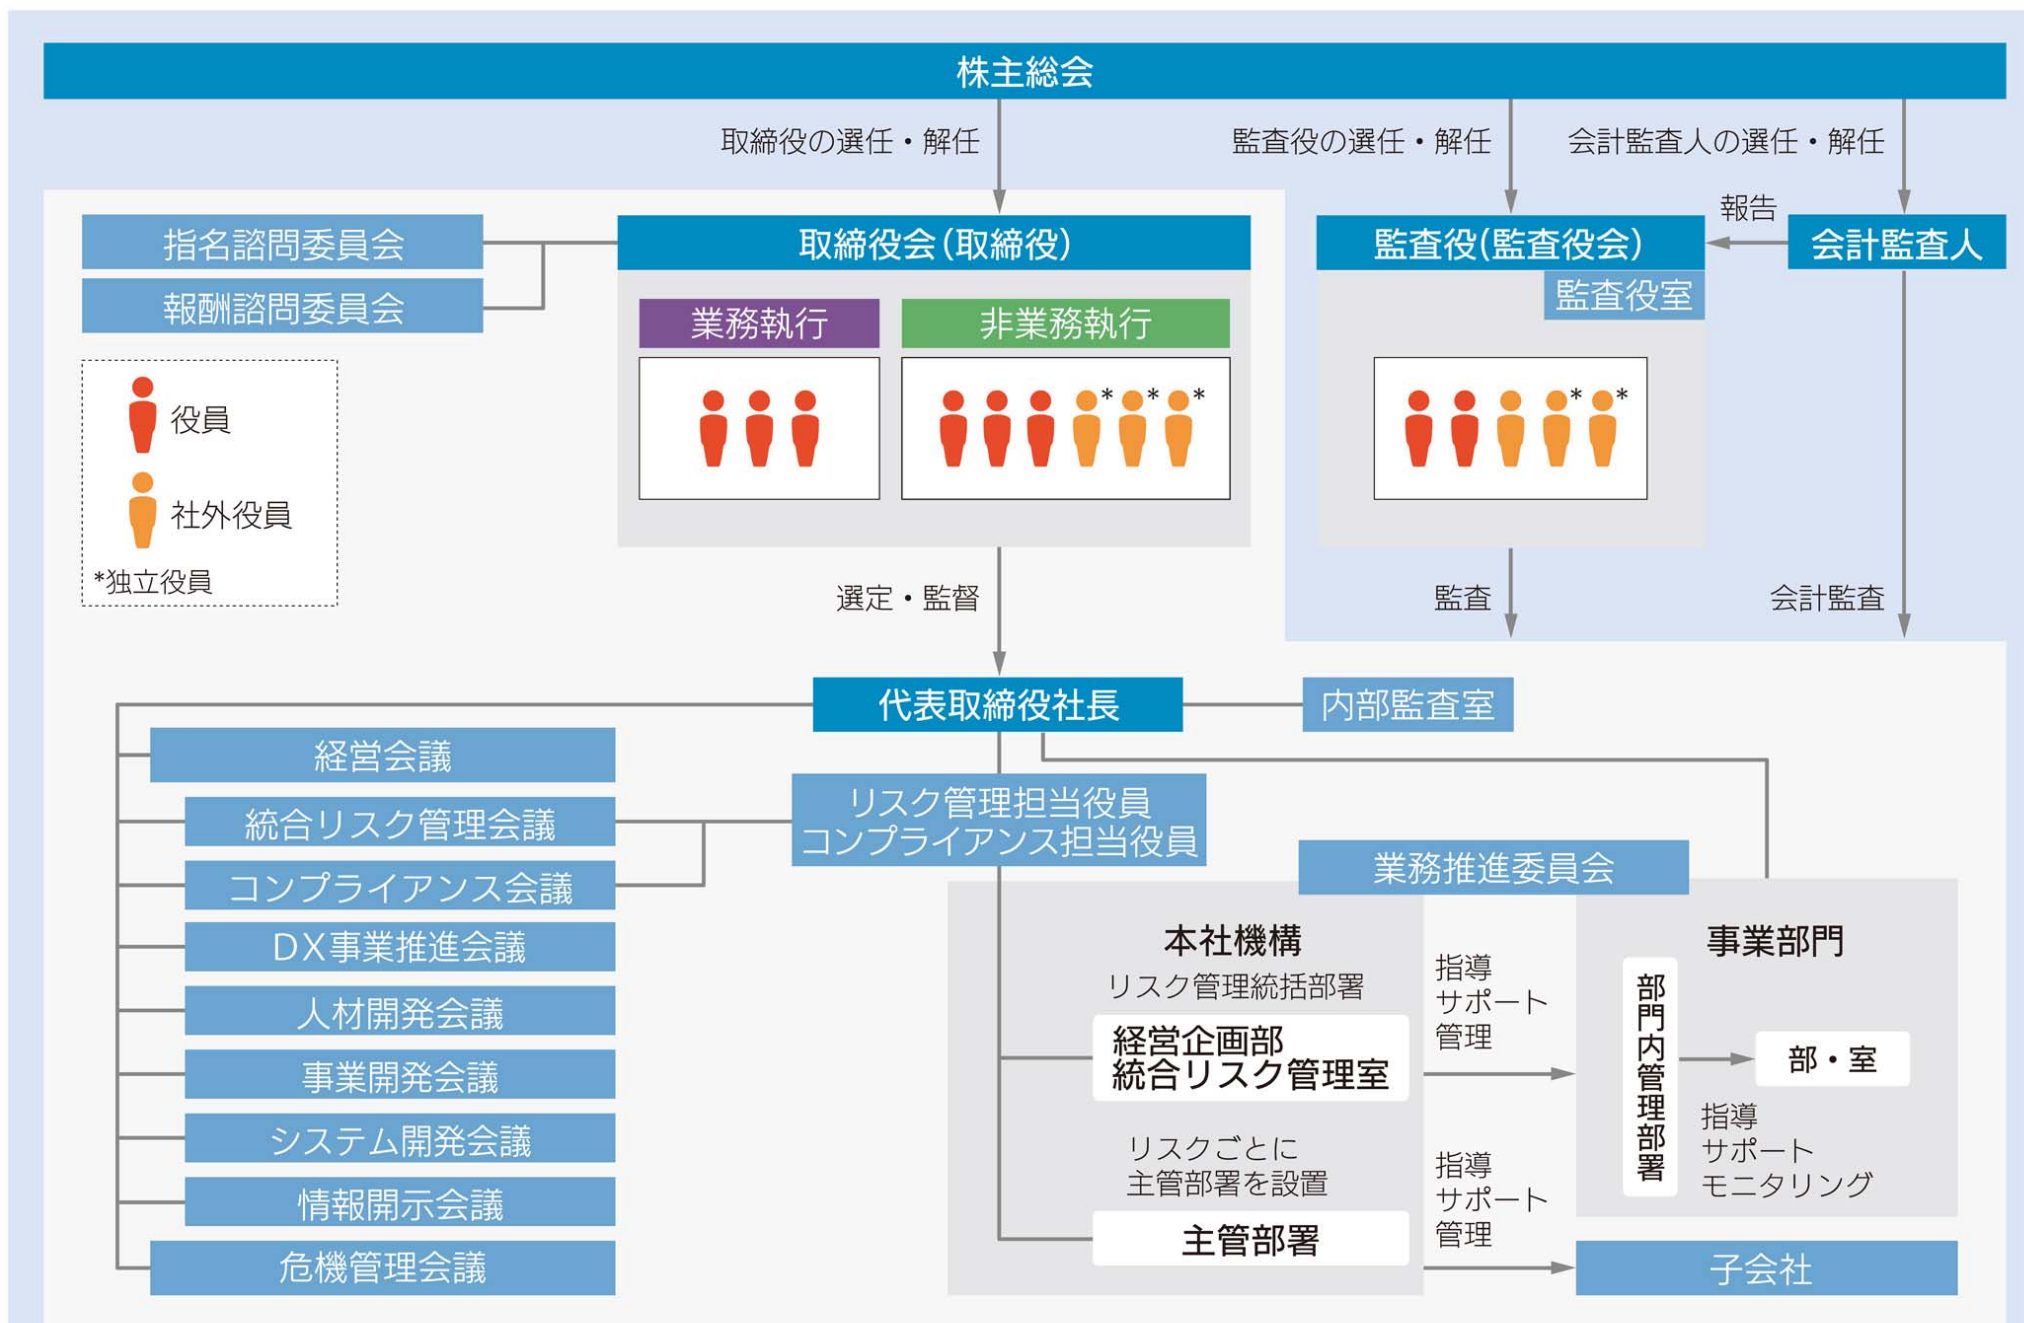 株主総会
取締役の選任・解任
監査役の選任・解任
会計監査人の選任・解任
指名諮問委員会
報酬諮問委員会
取締役会(取締役)
監査役(監査役会)
監査役室
報告
会計監査人
業務執行
非業務執行
* * *
* *
役員
社外役員
*独立役員
選定・監督
監査
会計監査
代表取締役社長
内部監査室
経営会議
統合リスク管理会議
コンプライアンス会議
DX事業推進会議
人材開発会議
事業開発会議
システム開発会議
情報開示会議
危機管理会議
リスク管理担当役員
コンプライアンス担当役員
業務推進委員会
本社機構
リスク管理統括部署
経営企画部
統合リスク管理室
リスクごとに
主管部署を設置
主管部署
指導
サポート
管理
指導
サポート
管理
事業部門
部門内管理部署
部・室
指導
サポート
モニタリング
子会社